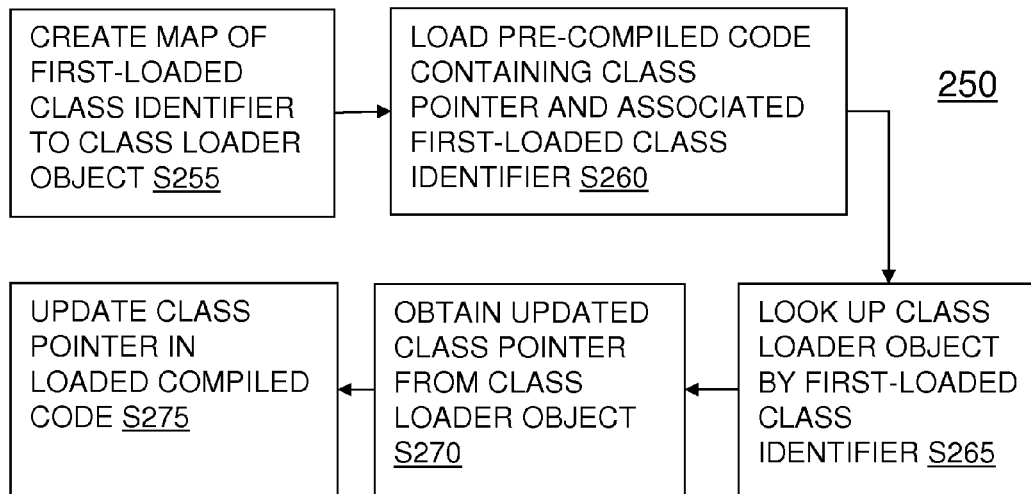 CREATE MAP OF
FIRST-LOADED
CLASS IDENTIFIER
TO CLASS LOADER
OBJECT S255
LOAD PRE-COMPILED CODE
CONTAINING CLASS
POINTER AND ASSOCIATED
FIRST-LOADED CLASS
IDENTIFIER S260
250
LOOK UP CLASS
LOADER OBJECT
BY FIRST-LOADED
CLASS
IDENTIFIER S265
OBTAIN UPDATED
CLASS POINTER
FROM CLASS
LOADER OBJECT
S270
UPDATE CLASS
POINTER IN
LOADED COMPILED
CODE S275